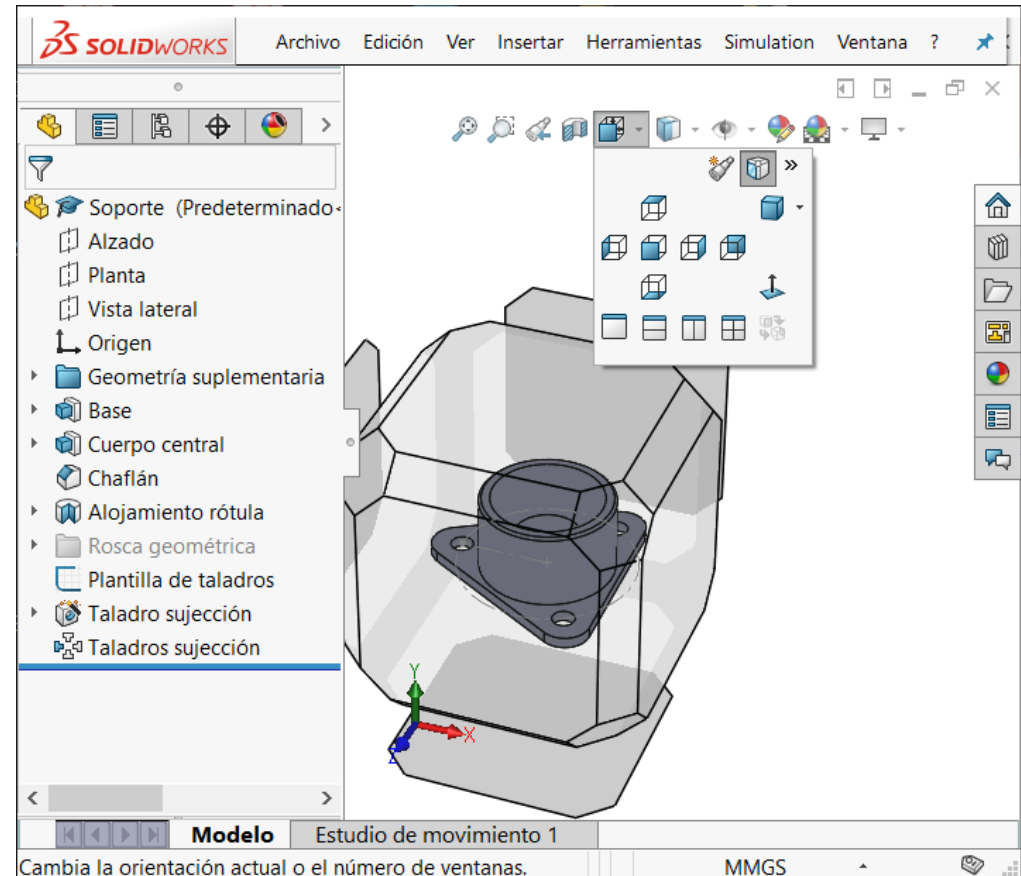 SOLIDWORKS Archivo Edición Ver Insertar Herramientas Simulation Ventana ?
Soporte (Predeterminado
Alzado
Planta
Vista lateral
Origen
Geometría suplementaria
Base
Cuerpo central
Chaflán
Alojamiento rótula
Rosca geométrica
Plantilla de taladros
Taladro sujección
Taladros sujección
Y
X
Z
Modelo Estudio de movimiento 1
Cambia la orientación actual o el número de ventanas. MMGS